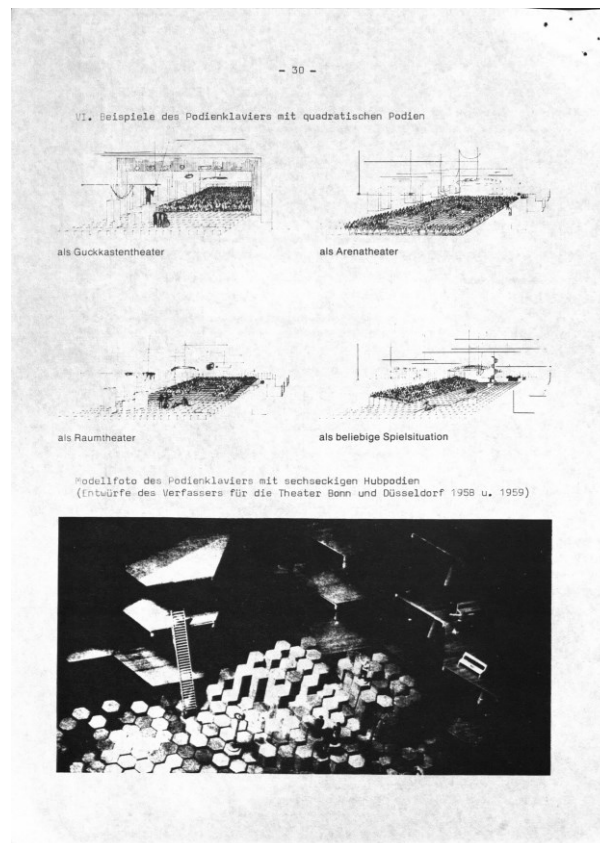 - 30 -
VI. Beispiele des Podienklaviers mit quadratischen Podien
als Guckkastentheater
als Arenatheater
als Raumtheater
als beliebige Spielsituation
Modellfoto des Podienklaviers mit sechseckigen Hubpodien
(Entwürfe des Verfassers für die Theater Bonn und Düsseldorf 1958 u. 1959)